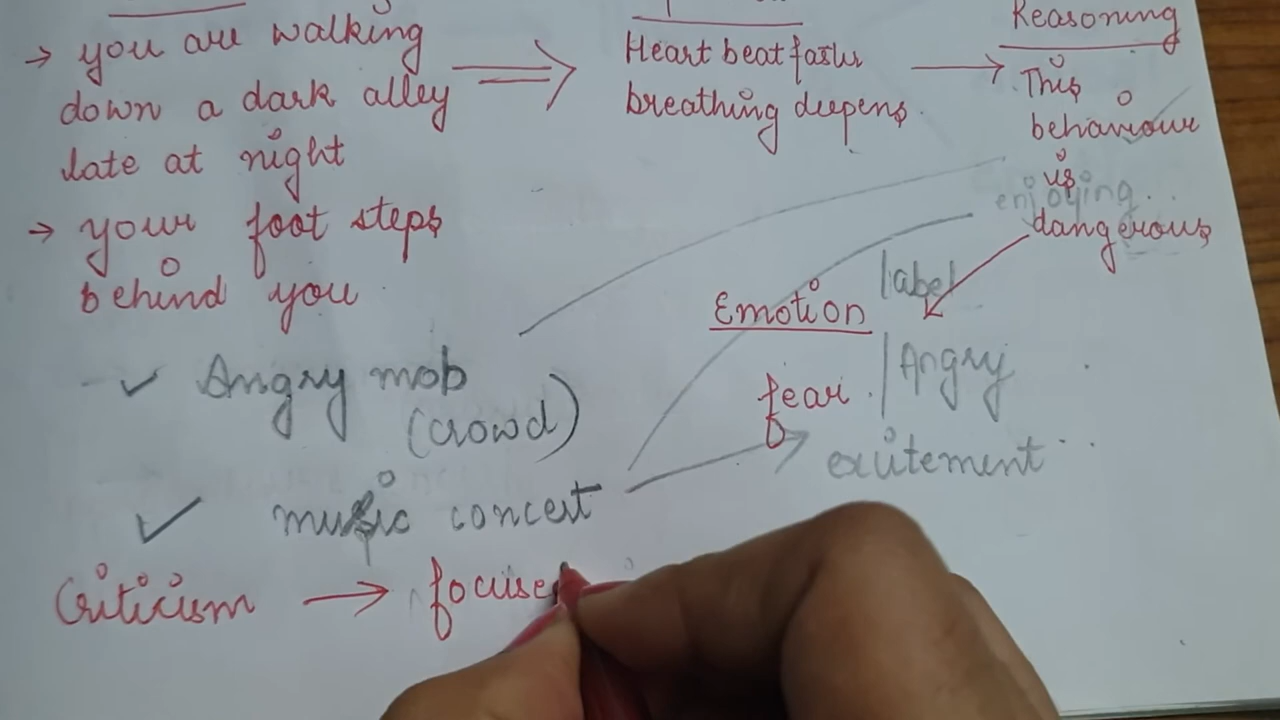 → you are walking
down a dark alley
late at night
→ your foot steps
behind you
Heart beat faster
breathing deepens
Reasoning
This
behaviour
is
enjoying..
dangerous
label
Emotion
fear. / Angry
excitement..
✓ Angry mob
(crowd)
✓ music concert
Criticism → focuse